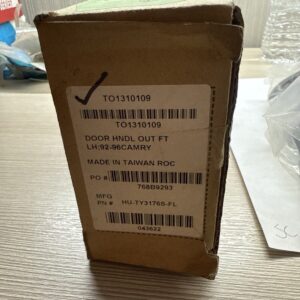 TO1310109
TO1310109
DOOR HNDL OUT FT
LH;92-96CAMRY
MADE IN TAIWAN ROC
PO # 768B9293
MFG
PN # HU-TY3176S-FL
043022